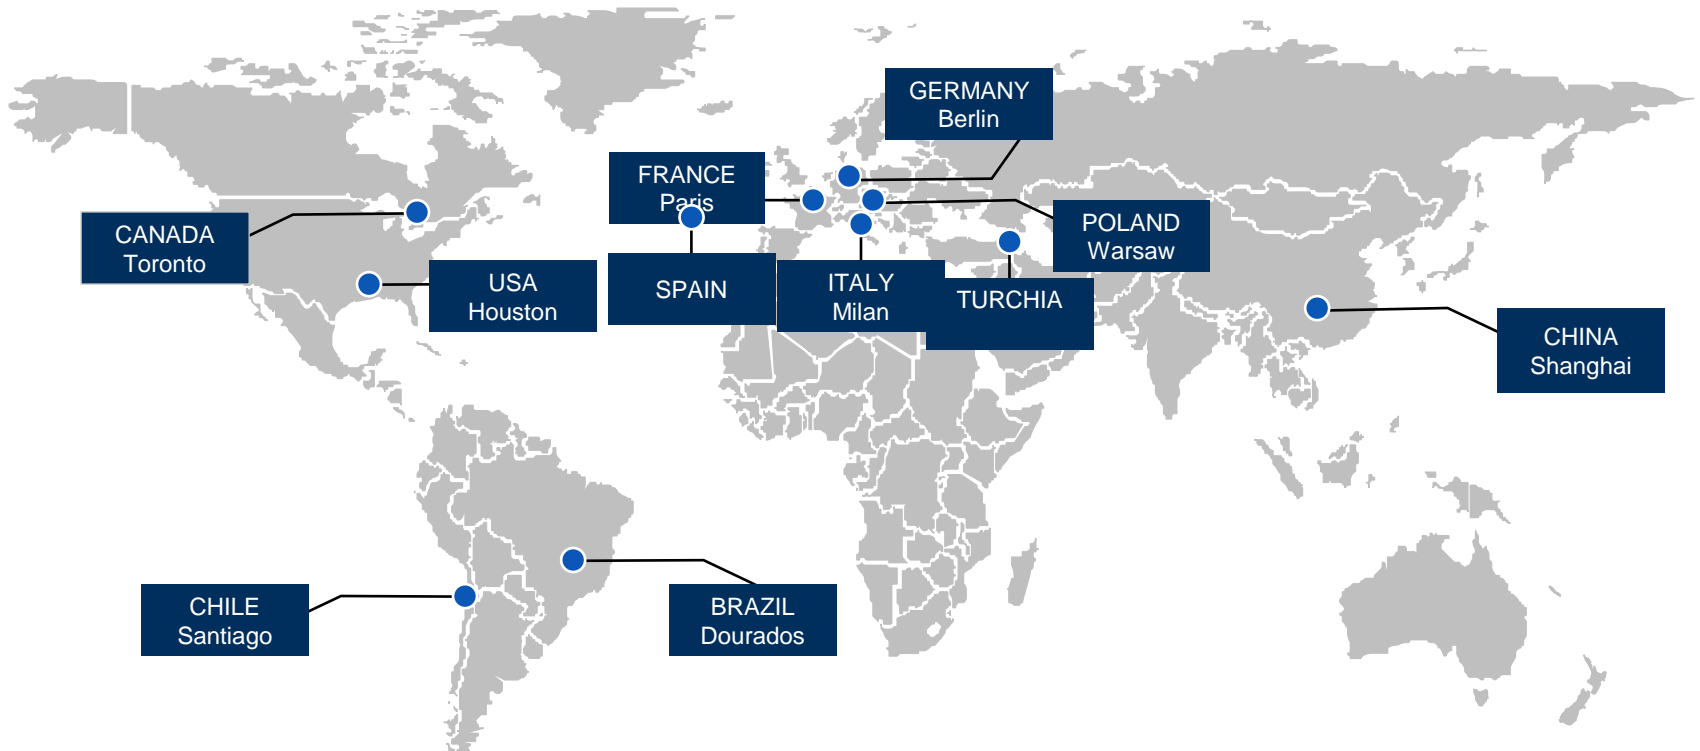 GERMANY
Berlin
FRANCE
Paris
CANADA
Toronto
POLAND
Warsaw
USA
Houston
SPAIN
ITALY
Milan
TURCHIA
CHINA
Shanghai
CHILE
Santiago
BRAZIL
Dourados